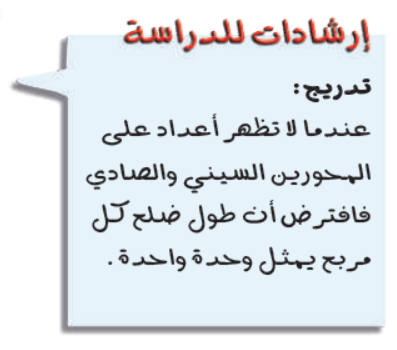 إرشادات للدراسة
تدريج:
عندما لا تظهر أعداد على
المحورين السيني والصادي
فافترض أن طول ضلع كل
مربع يمثل وحدة واحدة.